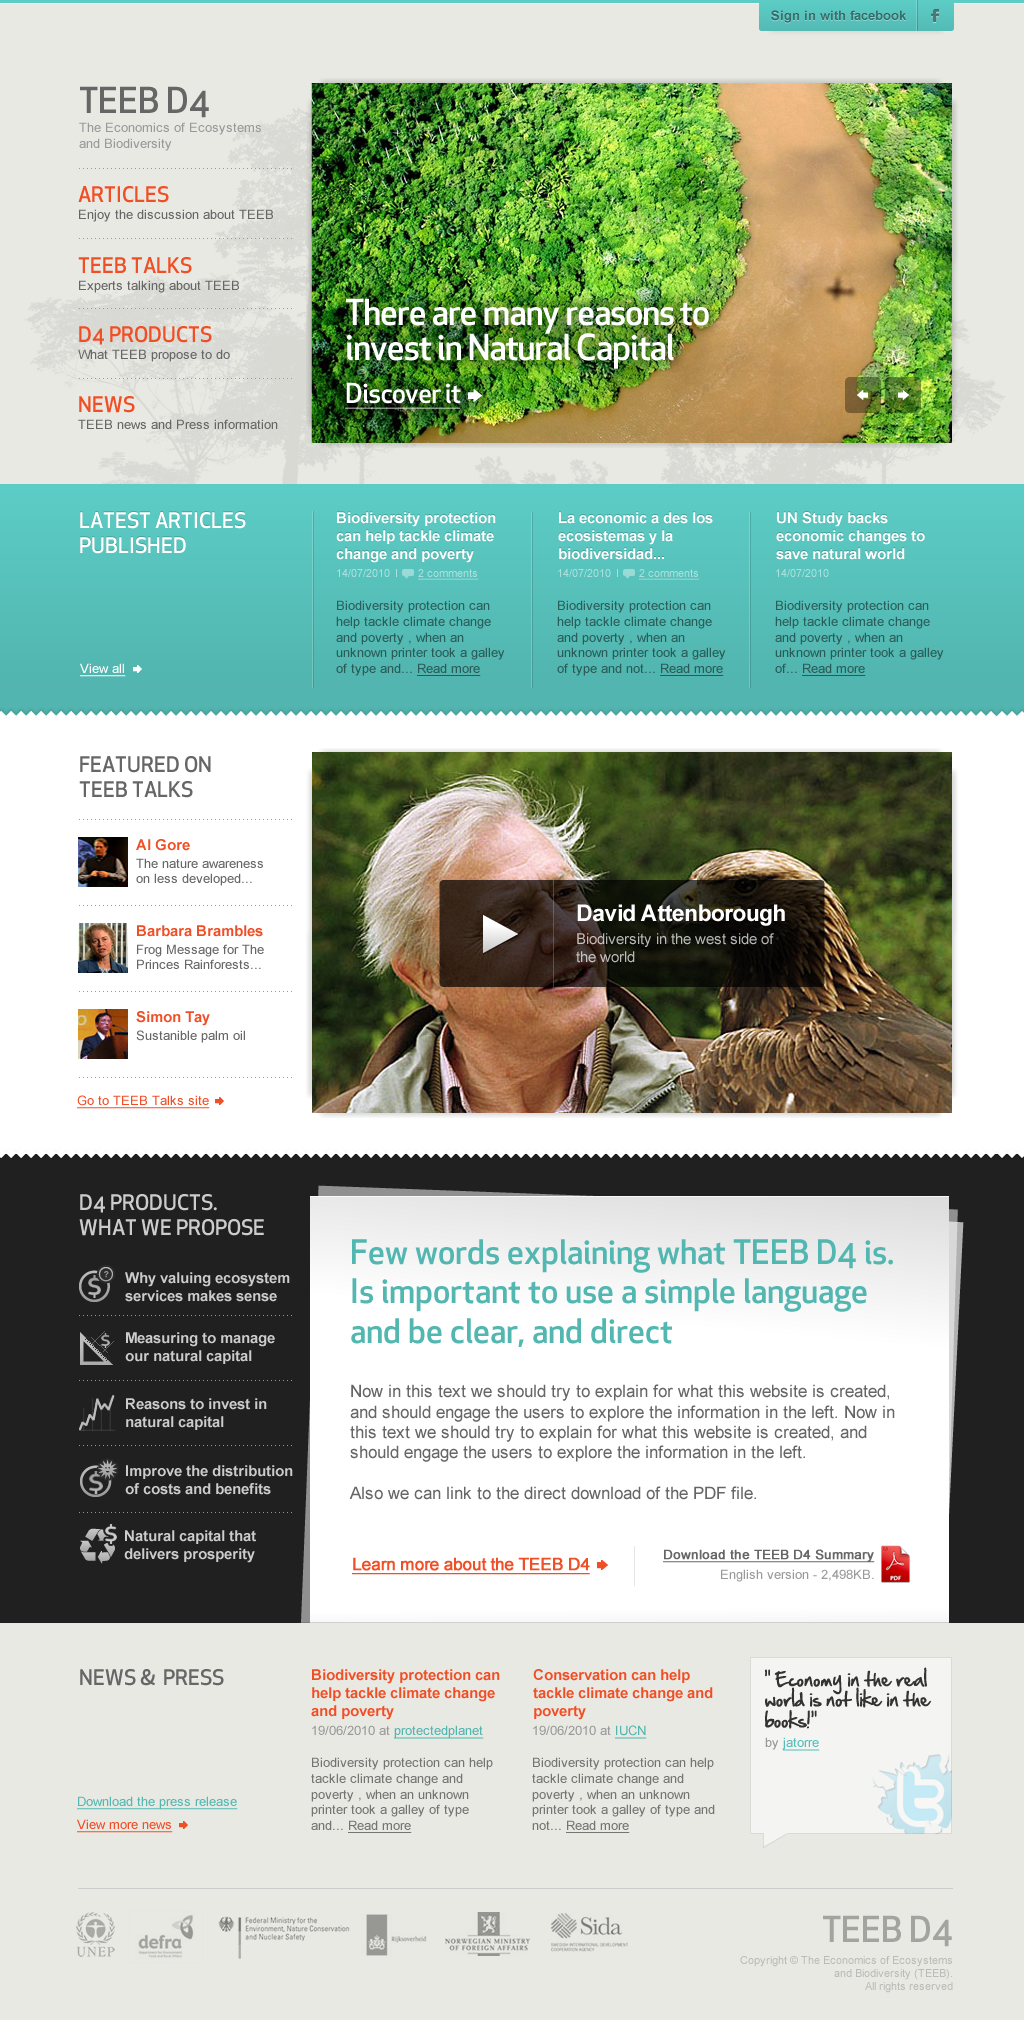 Sign in with facebook f
TEEB D4
The Economics of Ecosystems
and Biodiversity
ARTICLES
Enjoy the discussion about TEEB
TEEB TALKS
Experts talking about TEEB
D4 PRODUCTS
What TEEB propose to do
NEWS
TEEB news and Press information
There are many reasons to
invest in Natural Capital
Discover it
LATEST ARTICLES
PUBLISHED
View all
Biodiversity protection
can help tackle climate
change and poverty
14/07/2010 | 2 comments
Biodiversity protection can
help tackle climate change
and poverty , when an
unknown printer took a galley
of type and... Read more
La economic a des los
ecosistemas y la
biodiversidad...
14/07/2010 | 2 comments
Biodiversity protection can
help tackle climate change
and poverty , when an
unknown printer took a galley
of type and not... Read more
UN Study backs
economic changes to
save natural world
14/07/2010
Biodiversity protection can
help tackle climate change
and poverty , when an
unknown printer took a galley
of... Read more
FEATURED ON
TEEB TALKS
Al Gore
The nature awareness
on less developed...
Barbara Brambles
Frog Message for The
Princes Rainforests...
Simon Tay
Sustanible palm oil
Go to TEEB Talks site
David Attenborough
Biodiversity in the west side of
the world
D4 PRODUCTS.
WHAT WE PROPOSE
Why valuing ecosystem
services makes sense
Measuring to manage
our natural capital
Reasons to invest in
natural capital
Improve the distribution
of costs and benefits
Natural capital that
delivers prosperity
Few words explaining what TEEB D4 is.
Is important to use a simple language
and be clear, and direct
Now in this text we should try to explain for what this website is created,
and should engage the users to explore the information in the left. Now in
this text we should try to explain for what this website is created, and
should engage the users to explore the information in the left.
Also we can link to the direct download of the PDF file.
Learn more about the TEEB D4
Download the TEEB D4 Summary
English version - 2,498KB.
PDF
NEWS & PRESS
Download the press release
View more news
Biodiversity protection can
help tackle climate change
and poverty
19/06/2010 at protectedplanet
Biodiversity protection can help
tackle climate change and
poverty , when an unknown
printer took a galley of type
and... Read more
Conservation can help
tackle climate change and
poverty
19/06/2010 at IUCN
Biodiversity protection can help
tackle climate change and
poverty , when an unknown
printer took a galley of type and
not... Read more
" Economy in the real
world is not like in the
books!"
by jatorre
UNEP
defra
Federal Ministry for the
Environment, Nature Conservation
and Nuclear Safety
Rijksoverheid
NORWEGIAN MINISTRY
OF FOREIGN AFFAIRS
Sida
SWEDISH INTERNATIONAL DEVELOPMENT
COOPERATION AGENCY
TEEB D4
Copyright © The Economics of Ecosystems
and Biodiversity (TEEB).
All rights reserved